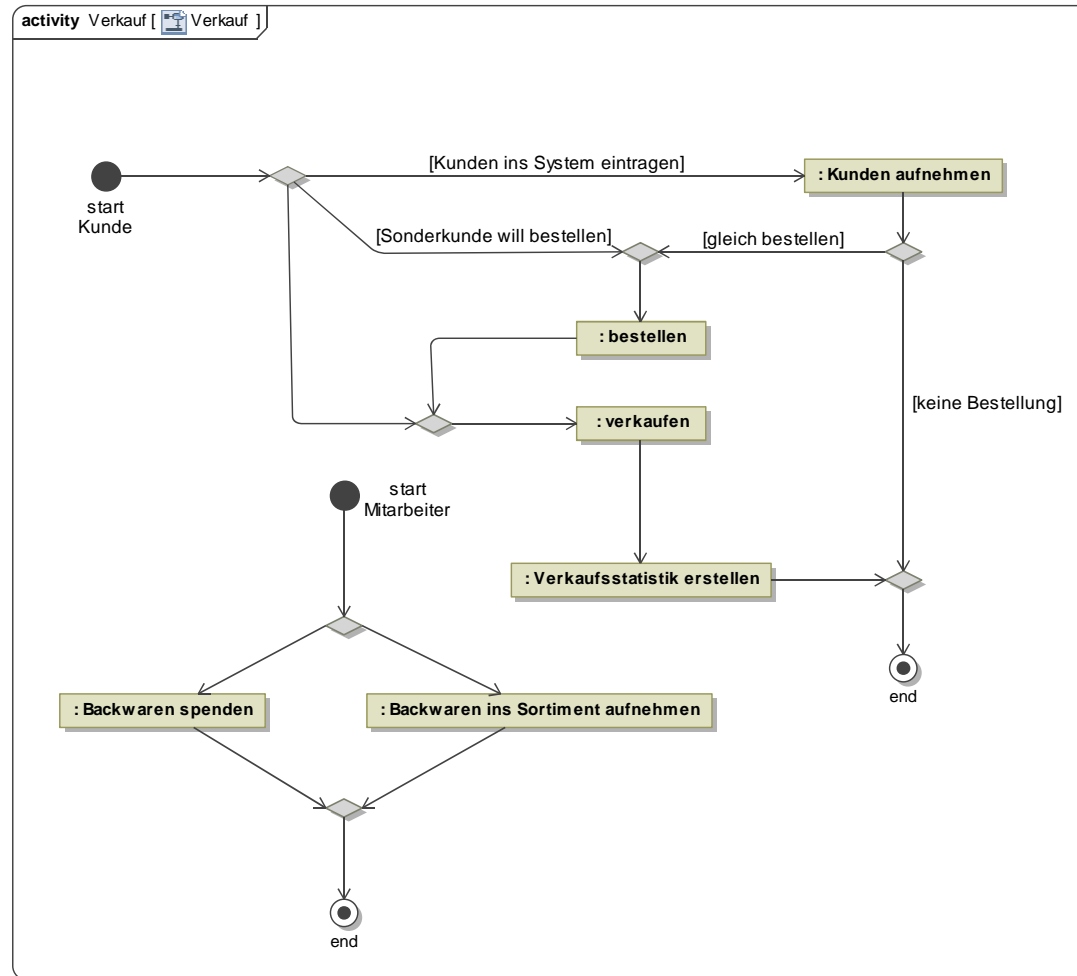 activity Verkauf [ Verkauf ]
[Kunden ins System eintragen]
: Kunden aufnehmen
start
Kunde
[Sonderkunde will bestellen]
[gleich bestellen]
: bestellen
[keine Bestellung]
: verkaufen
start
Mitarbeiter
: Verkaufsstatistik erstellen
end
: Backwaren spenden
: Backwaren ins Sortiment aufnehmen
end